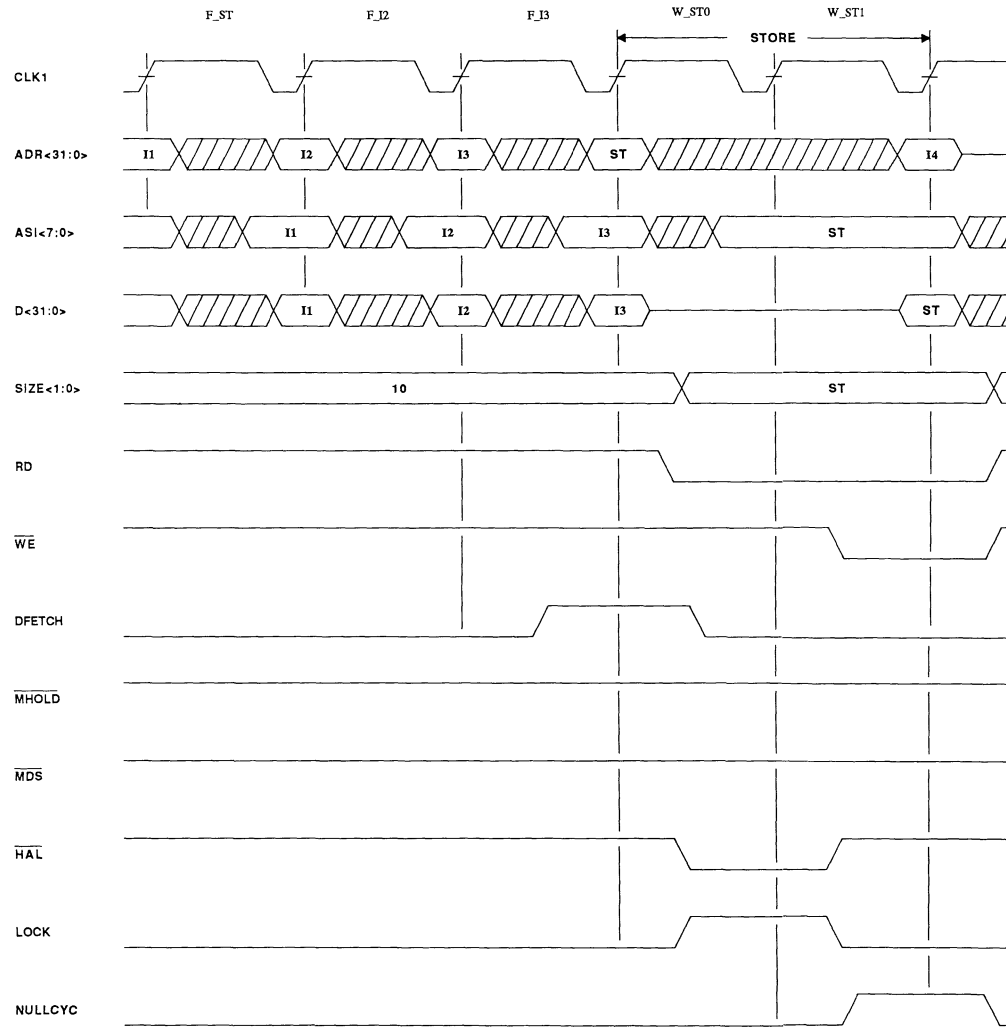 F_ST F_I2 F_I3 W_ST0 W_ST1
STORE
CLK1
ADR<31:0> I1 I2 I3 ST I4
ASI<7:0> I1 I2 I3 ST
D<31:0> I1 I2 I3 ST
SIZE<1:0> 10 ST
RD
WE
DFETCH
MHOLD
MDS
HAL
LOCK
NULLCYC